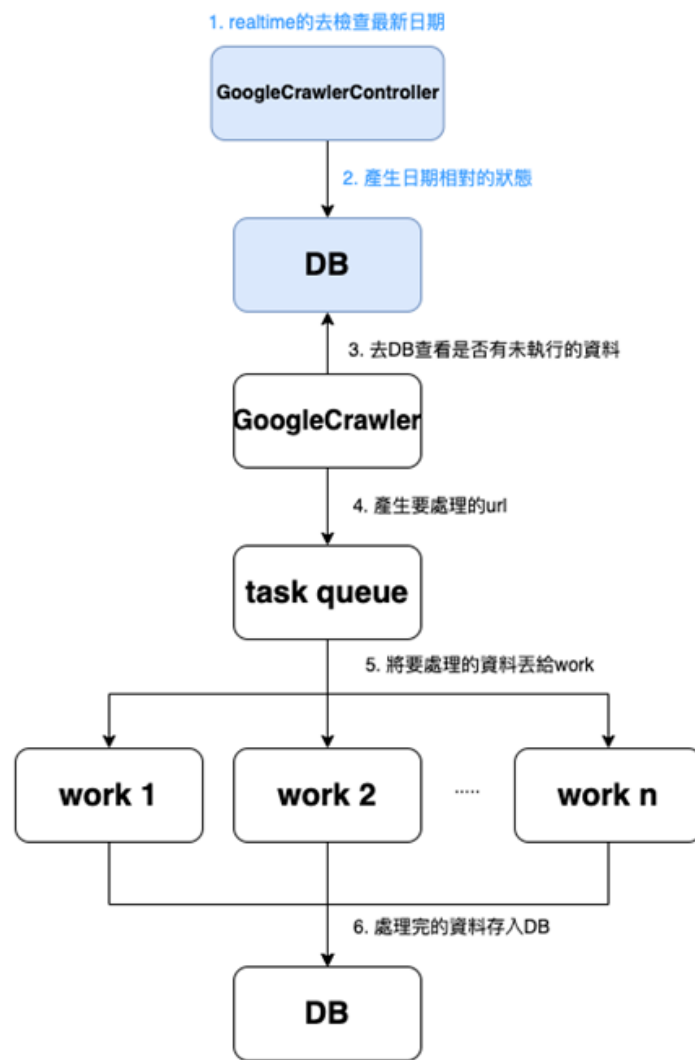 1. realtime的去檢查最新日期
GoogleCrawlerController
2. 產生日期相對的狀態
DB
3. 去DB查看是否有未執行的資料
GoogleCrawler
4. 產生要處理的url
task queue
5. 將要處理的資料丟給work
work 1
work 2
.....
work n
6. 處理完的資料存入DB
DB